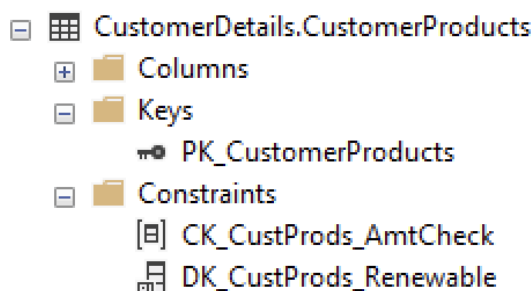 CustomerDetails.CustomerProducts
Columns
Keys
PK_CustomerProducts
Constraints
CK_CustProds_AmtCheck
DK_CustProds_Renewable